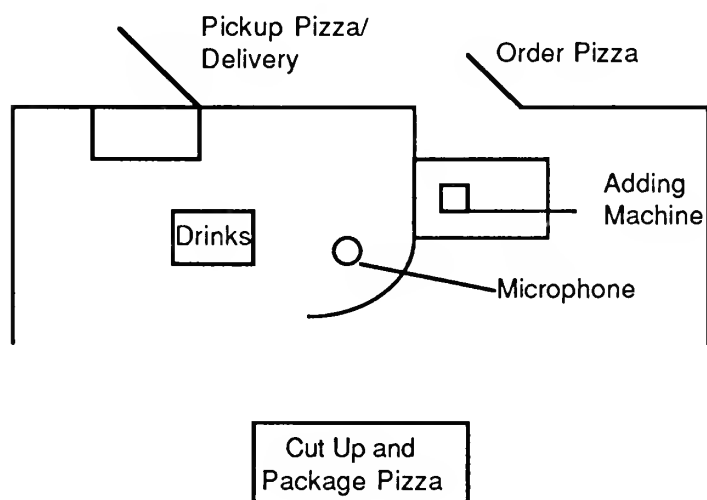 Pickup Pizza/
Delivery
Order Pizza
Adding
Machine
Drinks
Microphone
Cut Up and
Package Pizza